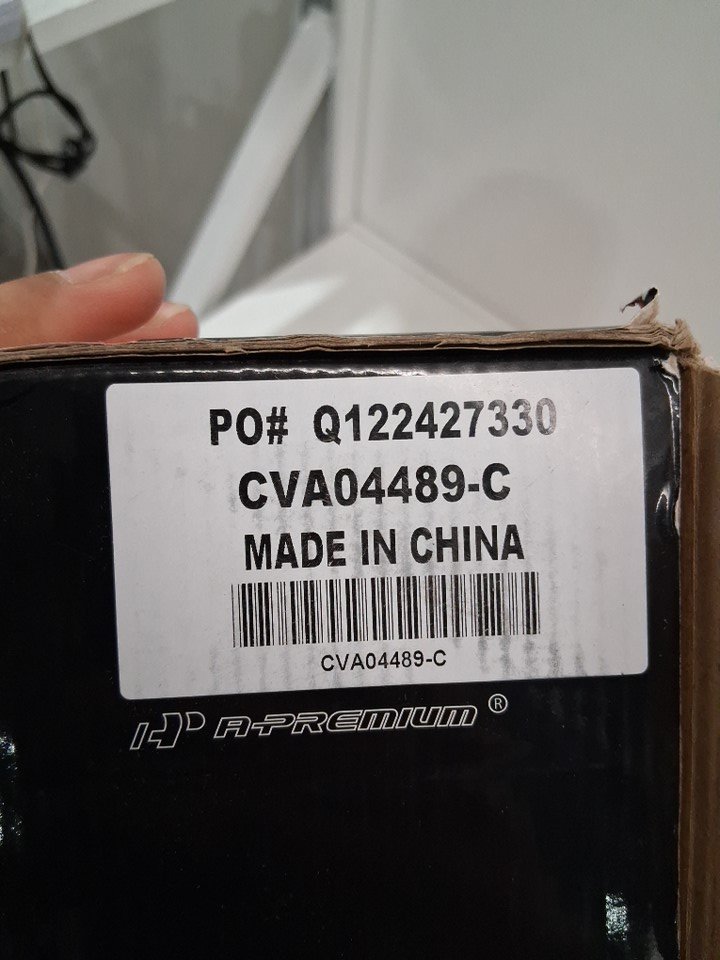 PO# Q122427330
CVA04489-C
MADE IN CHINA
CVA04489-C
A-PREMIUM ®